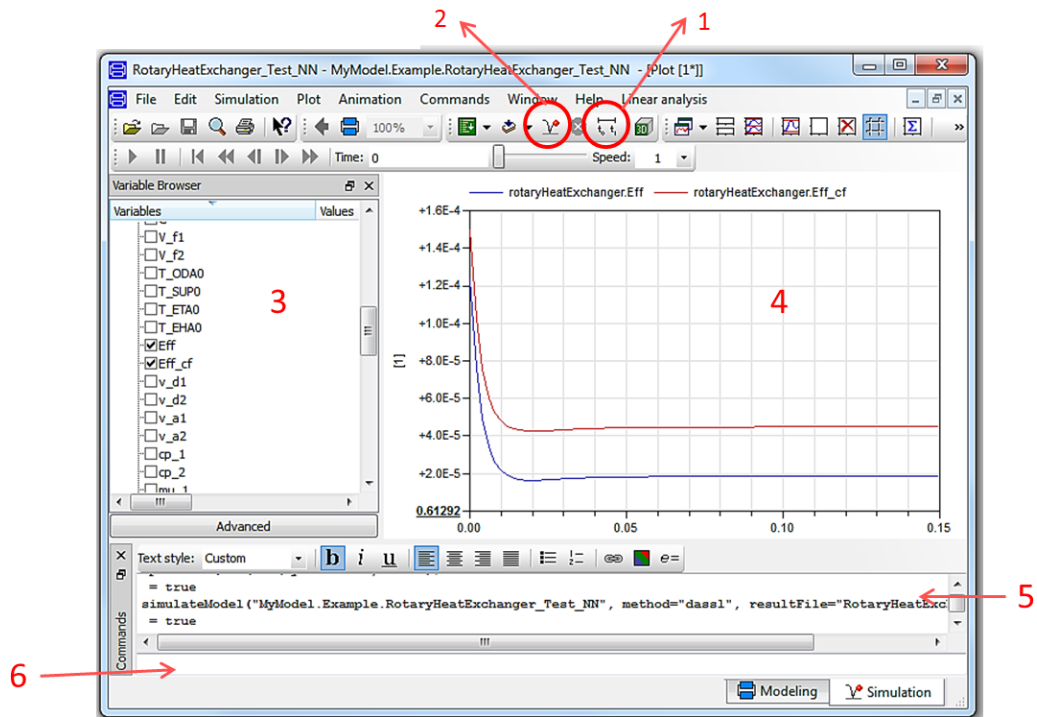 2
1
RotaryHeatExchanger_Test_NN - MyModel.Example.RotaryHeatExchanger_Test_NN - [Plot [1*]]
File Edit Simulation Plot Animation Commands Window Help Linear analysis
100%
Time: 0 Speed: 1
Variable Browser
Variables Values
V_f1
V_f2
T_ODA0
T_SUP0
T_ETA0
T_EHA0
Eff
Eff_cf
v_d1
v_d2
v_a1
v_a2
cp_1
cp_2
mu_1
Advanced
3
rotaryHeatExchanger.Eff rotaryHeatExchanger.Eff_cf
+1.6E-4
+1.4E-4
+1.2E-4
+1.0E-4
+8.0E-5
+6.0E-5
+4.0E-5
+2.0E-5
0.61292
[1]
0.00 0.05 0.10 0.15
4
Text style: Custom b i u e=
= true
simulateModel("MyModel.Example.RotaryHeatExchanger_Test_NN", method="dassl", resultFile="RotaryHeatExc
= true
Commands
5
6
Modeling Simulation